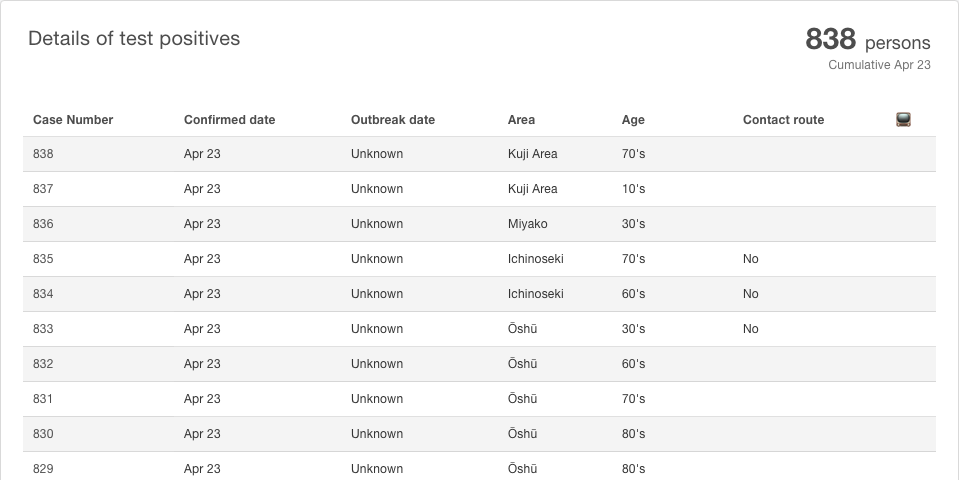 Details of test positives
838 persons
Cumulative Apr 23
Case Number Confirmed date Outbreak date Area Age Contact route
838 Apr 23 Unknown Kuji Area 70's
837 Apr 23 Unknown Kuji Area 10's
836 Apr 23 Unknown Miyako 30's
835 Apr 23 Unknown Ichinoseki 70's No
834 Apr 23 Unknown Ichinoseki 60's No
833 Apr 23 Unknown Ōshū 30's No
832 Apr 23 Unknown Ōshū 60's
831 Apr 23 Unknown Ōshū 70's
830 Apr 23 Unknown Ōshū 80's
829 Apr 23 Unknown Ōshū 80's